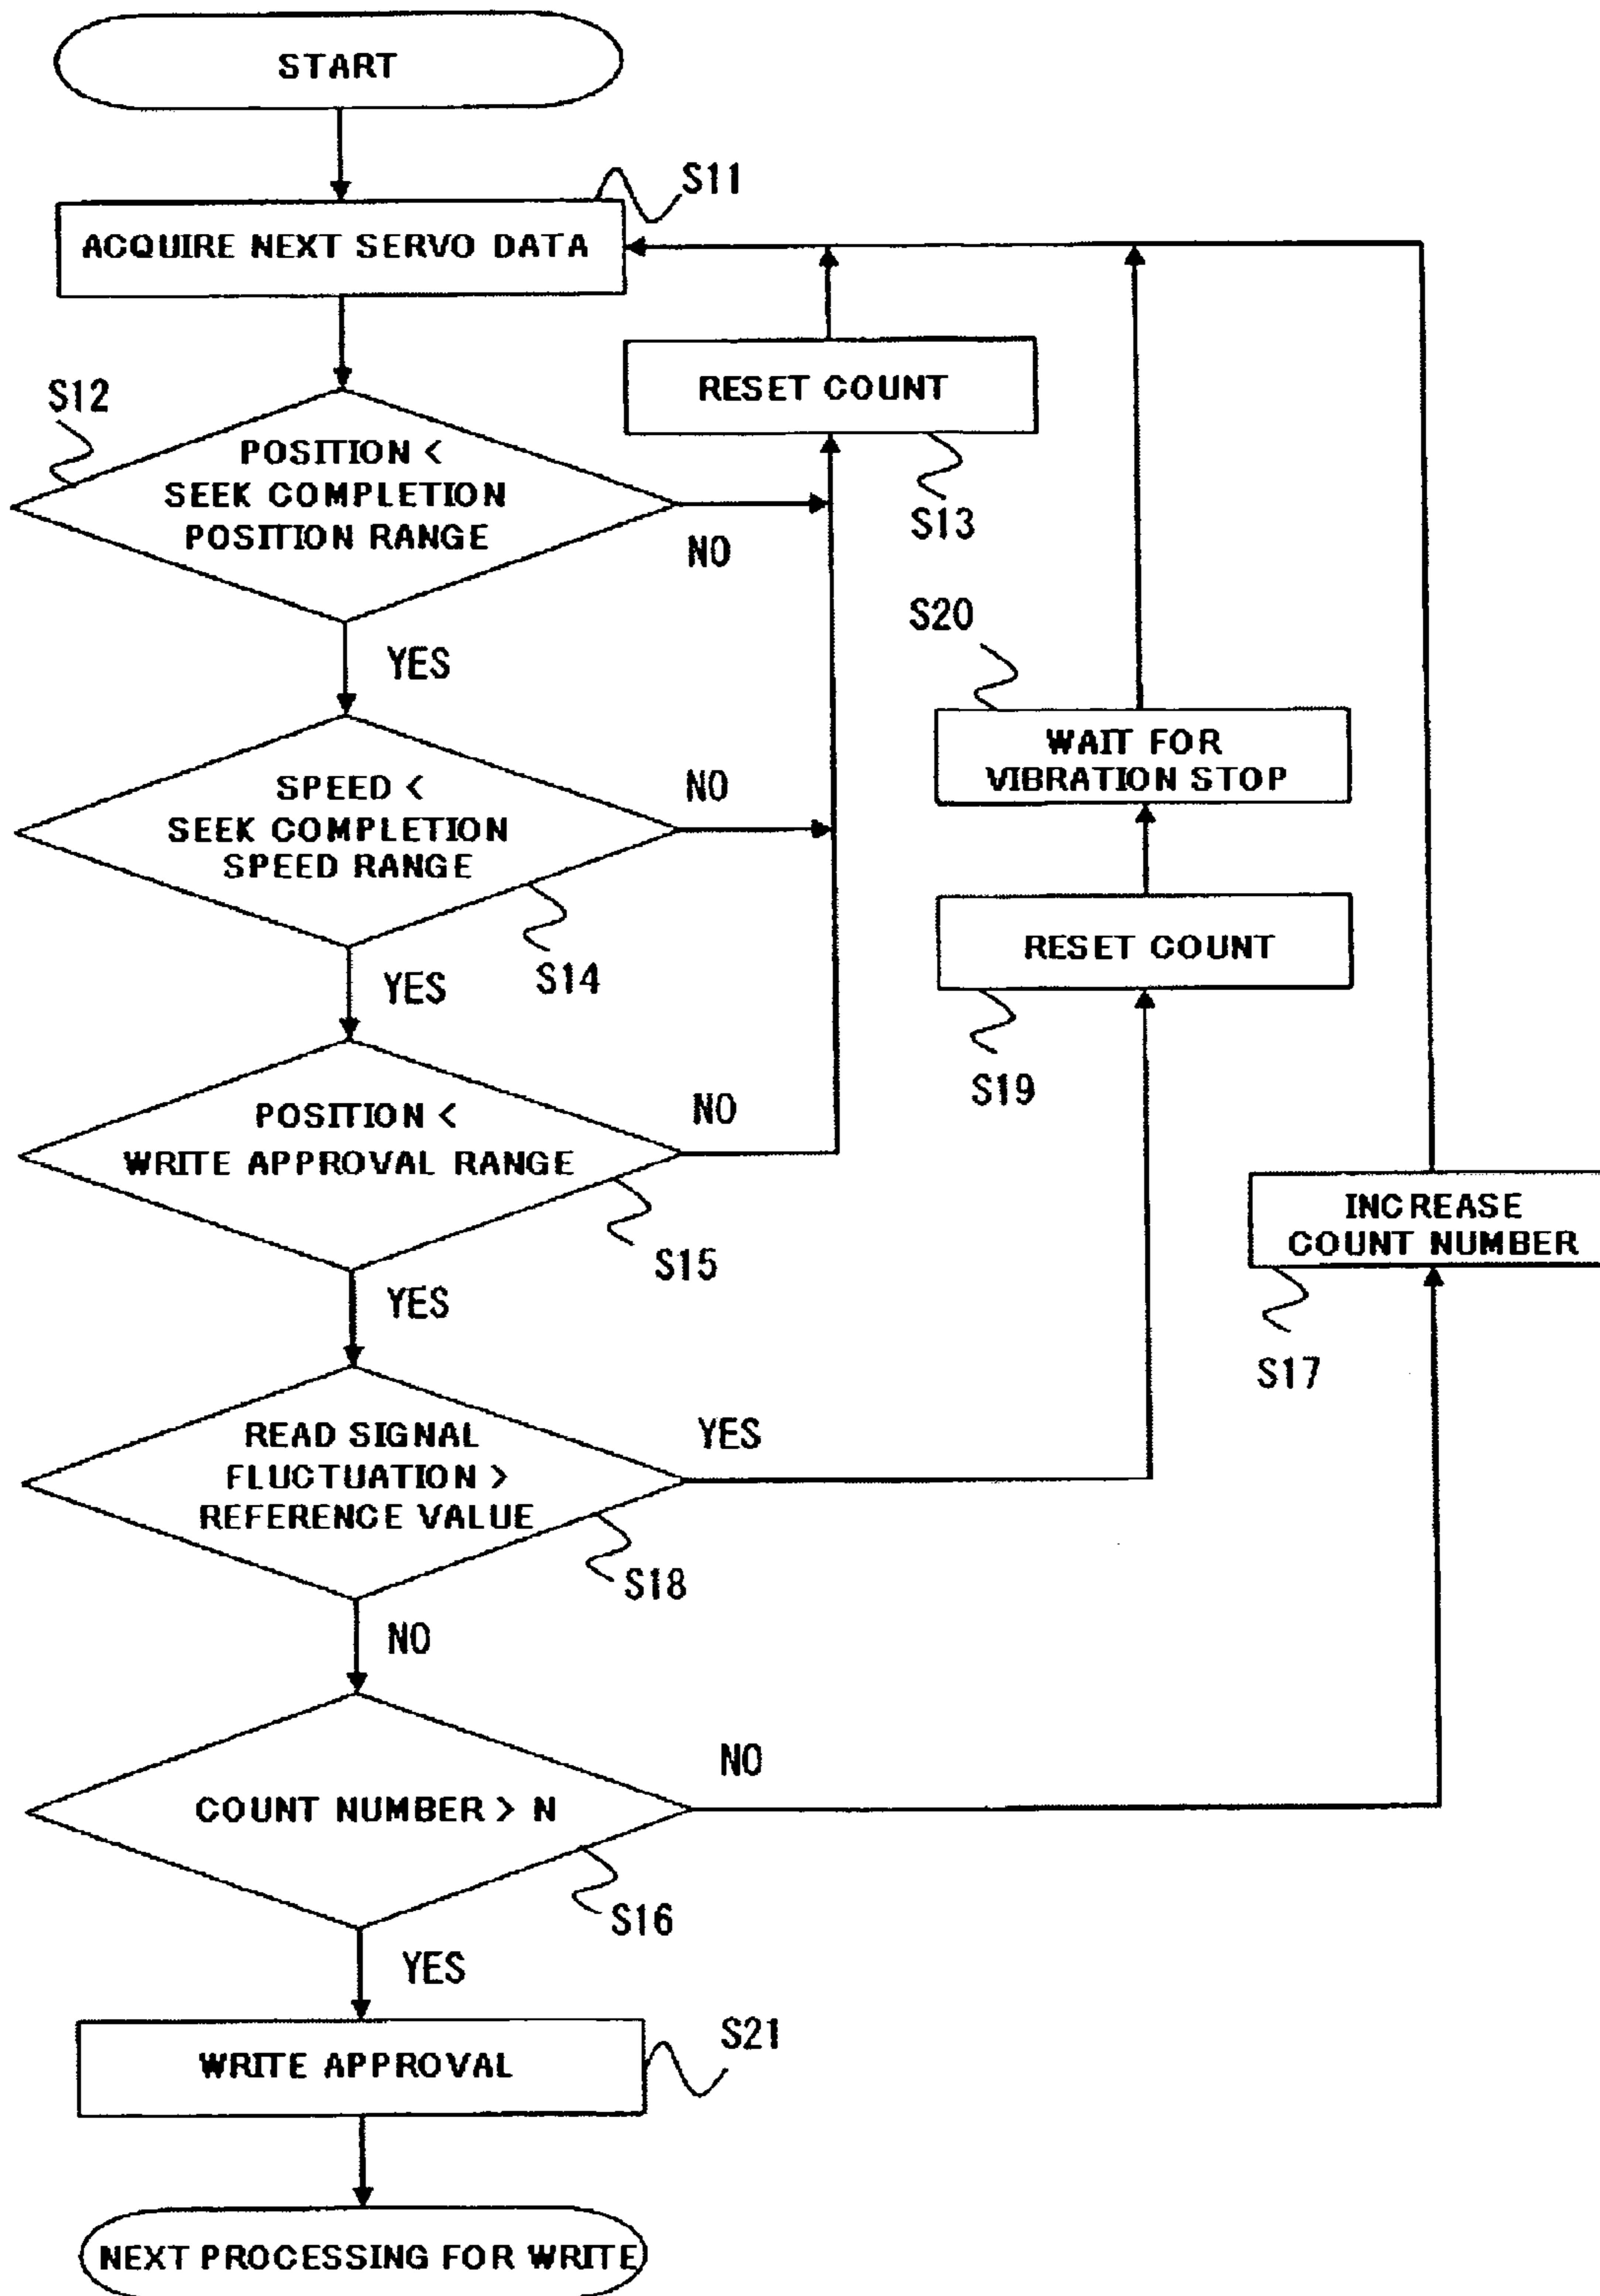 START
S11
ACQUIRE NEXT SERVO DATA
RESET COUNT
S13
S12
POSITION <
SEEK COMPLETION
POSITION RANGE
NO
YES
S20
WAIT FOR
VIBRATION STOP
SPEED <
SEEK COMPLETION
SPEED RANGE
NO
S14
YES
RESET COUNT
S19
POSITION <
WRITE APPROVAL RANGE
NO
S15
YES
INCREASE
COUNT NUMBER
S17
READ SIGNAL
FLUCTUATION >
REFERENCE VALUE
YES
S18
NO
COUNT NUMBER > N
NO
S16
YES
WRITE APPROVAL
S21
NEXT PROCESSING FOR WRITE